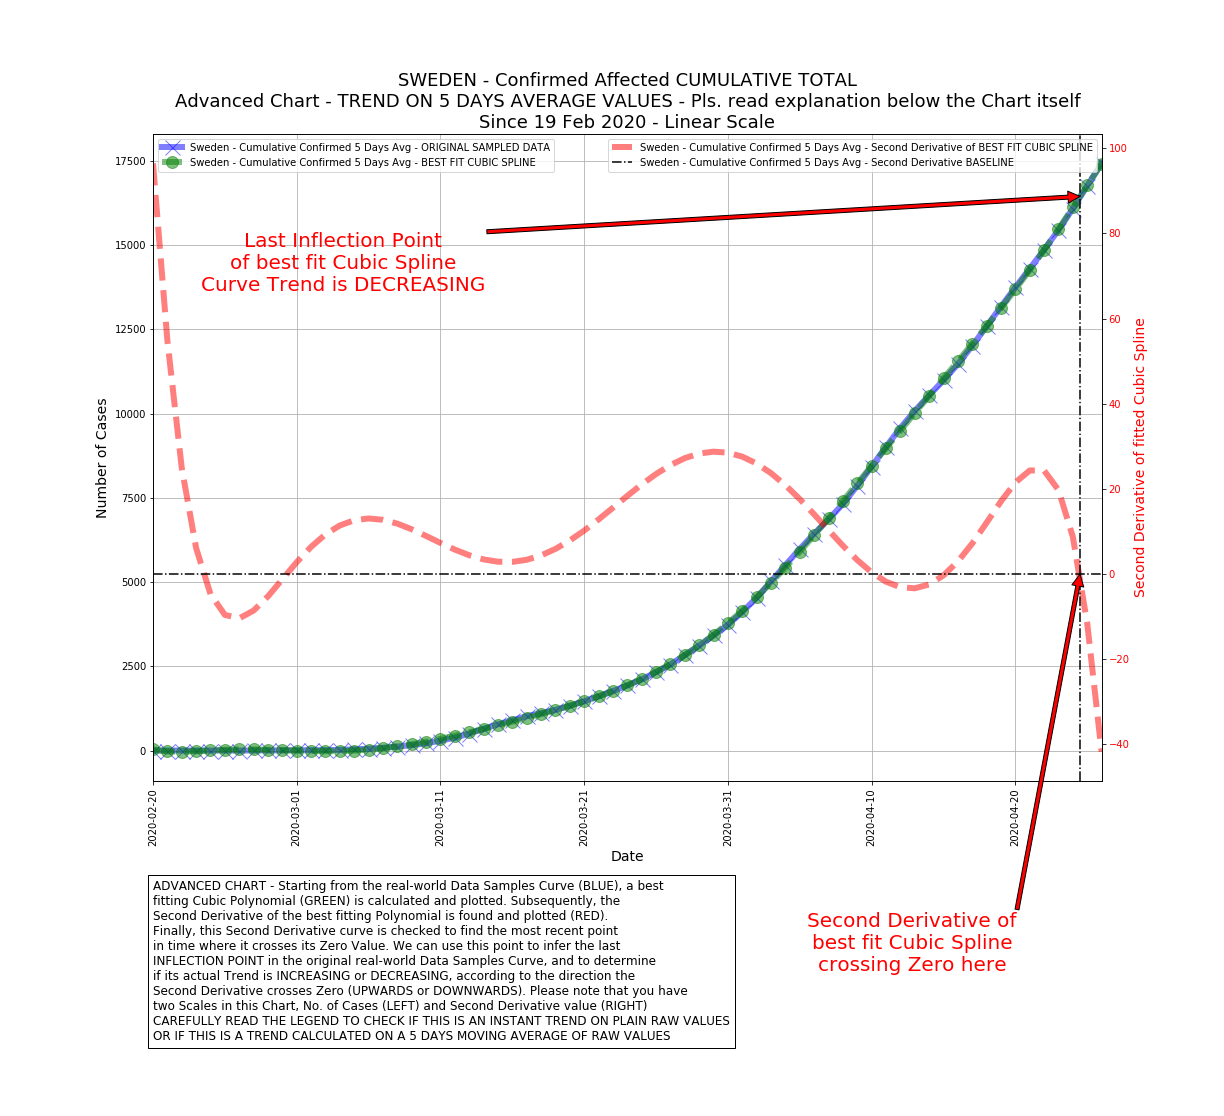 SWEDEN - Confirmed Affected CUMULATIVE TOTAL
Advanced Chart - TREND ON 5 DAYS AVERAGE VALUES - Pls. read explanation below the Chart itself
Since 19 Feb 2020 - Linear Scale
Sweden - Cumulative Confirmed 5 Days Avg - ORIGINAL SAMPLED DATA
Sweden - Cumulative Confirmed 5 Days Avg - BEST FIT CUBIC SPLINE
Sweden - Cumulative Confirmed 5 Days Avg - Second Derivative of BEST FIT CUBIC SPLINE
Sweden - Cumulative Confirmed 5 Days Avg - Second Derivative BASELINE
Last Inflection Point
of best fit Cubic Spline
Curve Trend is DECREASING
Number of Cases
17500
15000
12500
10000
7500
5000
2500
0
100
80
60
40
20
0
−20
−40
Second Derivative of fitted Cubic Spline
2020-02-20
2020-03-01
2020-03-11
2020-03-21
2020-03-31
2020-04-10
2020-04-20
Date
ADVANCED CHART - Starting from the real-world Data Samples Curve (BLUE), a best
fitting Cubic Polynomial (GREEN) is calculated and plotted. Subsequently, the
Second Derivative of the best fitting Polynomial is found and plotted (RED).
Finally, this Second Derivative curve is checked to find the most recent point
in time where it crosses its Zero Value. We can use this point to infer the last
INFLECTION POINT in the original real-world Data Samples Curve, and to determine
if its actual Trend is INCREASING or DECREASING, according to the direction the
Second Derivative crosses Zero (UPWARDS or DOWNWARDS). Please note that you have
two Scales in this Chart, No. of Cases (LEFT) and Second Derivative value (RIGHT)
CAREFULLY READ THE LEGEND TO CHECK IF THIS IS AN INSTANT TREND ON PLAIN RAW VALUES
OR IF THIS IS A TREND CALCULATED ON A 5 DAYS MOVING AVERAGE OF RAW VALUES
Second Derivative of
best fit Cubic Spline
crossing Zero here